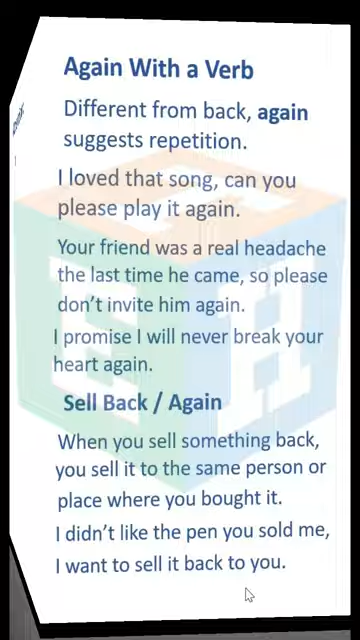 Again With a Verb
Different from back, again
suggests repetition.
I loved that song, can you
please play it again.
Your friend was a real headache
the last time he came, so please
don't invite him again.
I promise I will never break your
heart again.
Sell Back / Again
When you sell something back,
you sell it to the same person or
place where you bought it.
I didn't like the pen you sold me,
I want to sell it back to you.